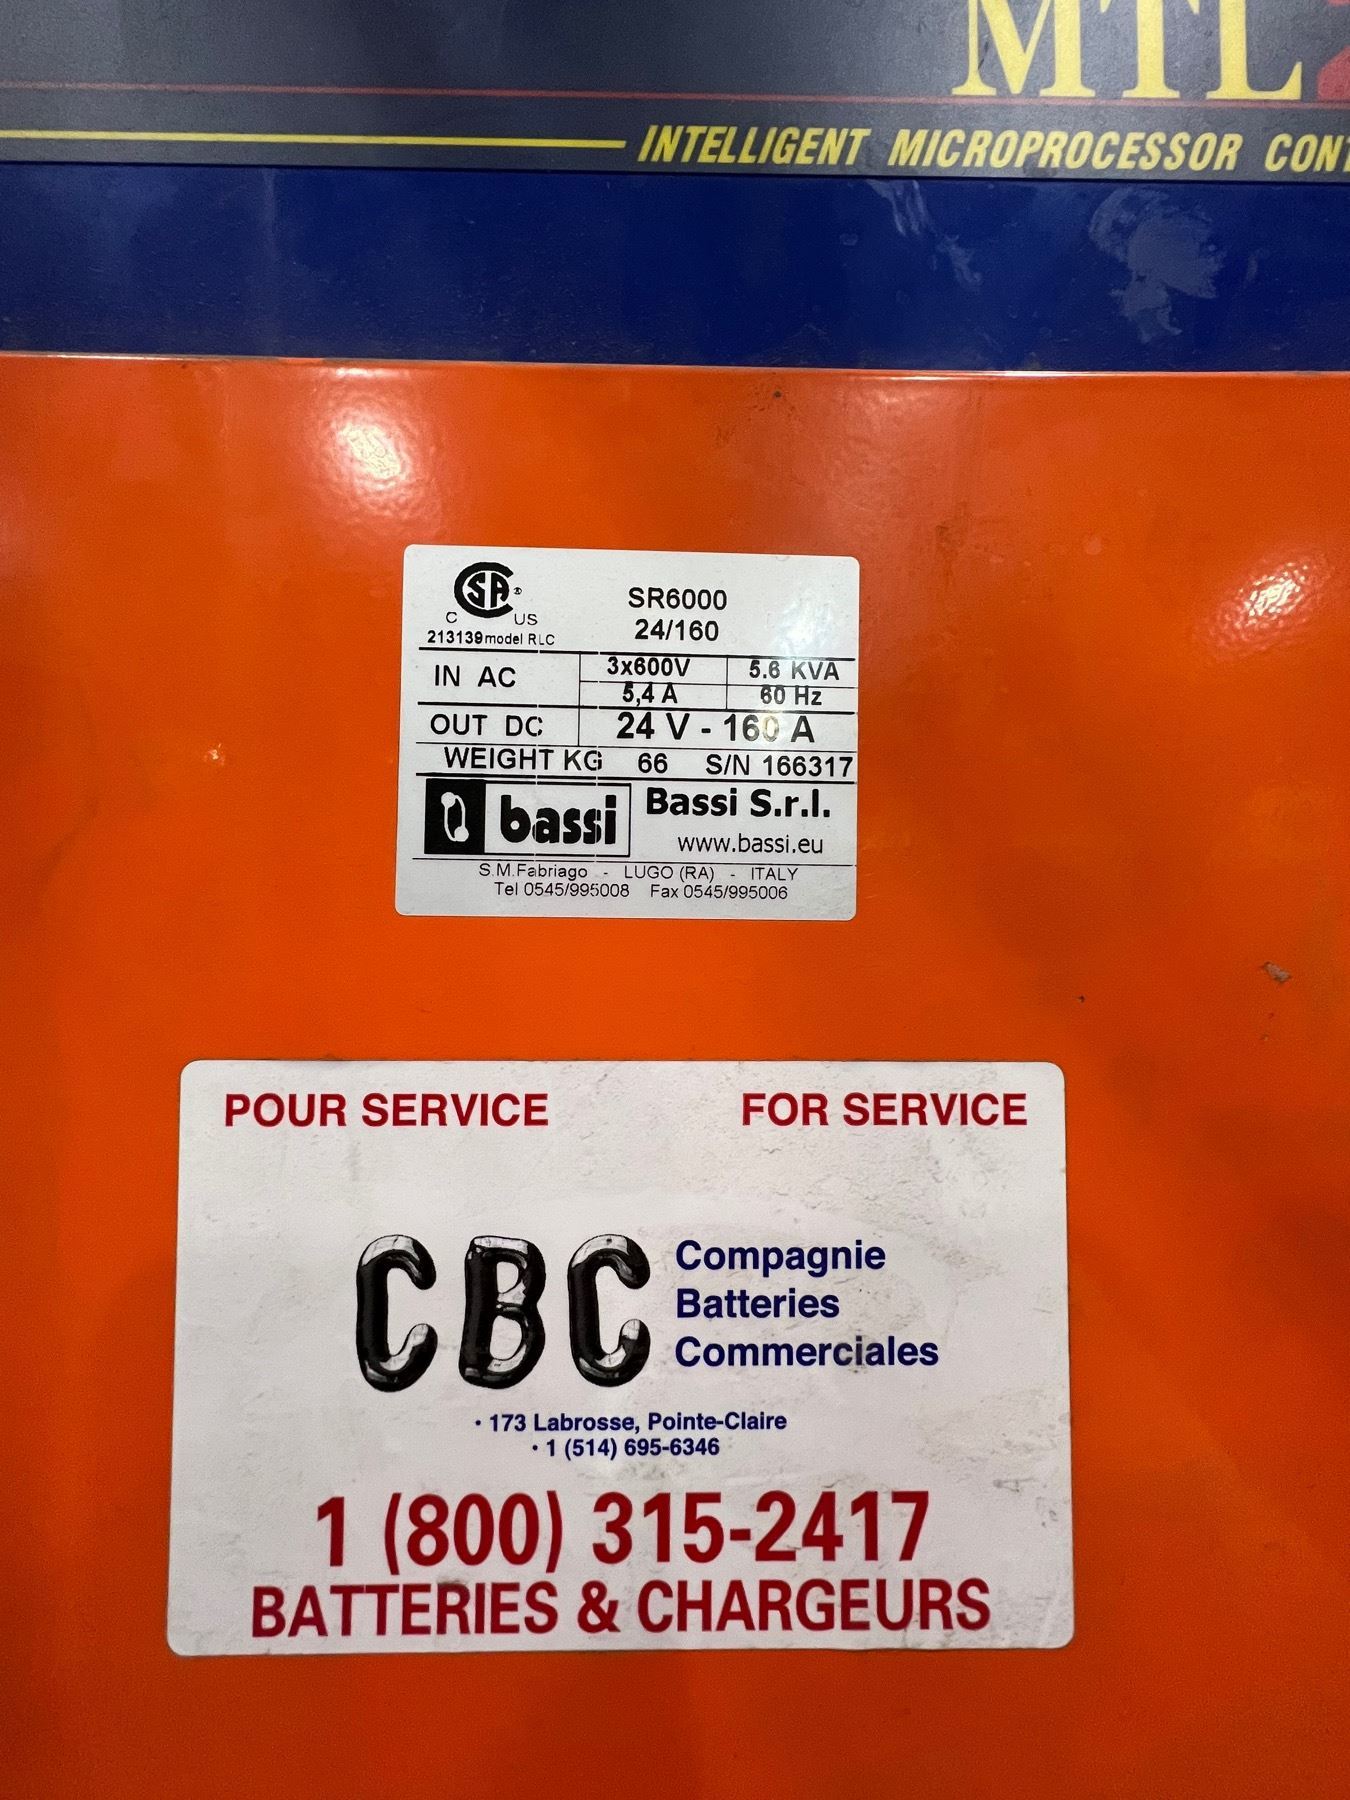 MTL
INTELLIGENT MICROPROCESSOR
CSA®
C US
213139 model RLC
SR6000
24/160
IN AC
3x600V 5.6 KVA
5,4 A 60 Hz
OUT DC 24 V - 160 A
WEIGHT KG 66 S/N 166317
bassi
Bassi S.r.l.
www.bassi.eu
S.M.Fabriago - LUGO (RA) - ITALY
Tel 0545/995008 Fax 0545/995006
POUR SERVICE FOR SERVICE
CBC
Compagnie
Batteries
Commerciales
• 173 Labrosse, Pointe-Claire
• 1 (514) 695-6346
1 (800) 315-2417
BATTERIES & CHARGEURS